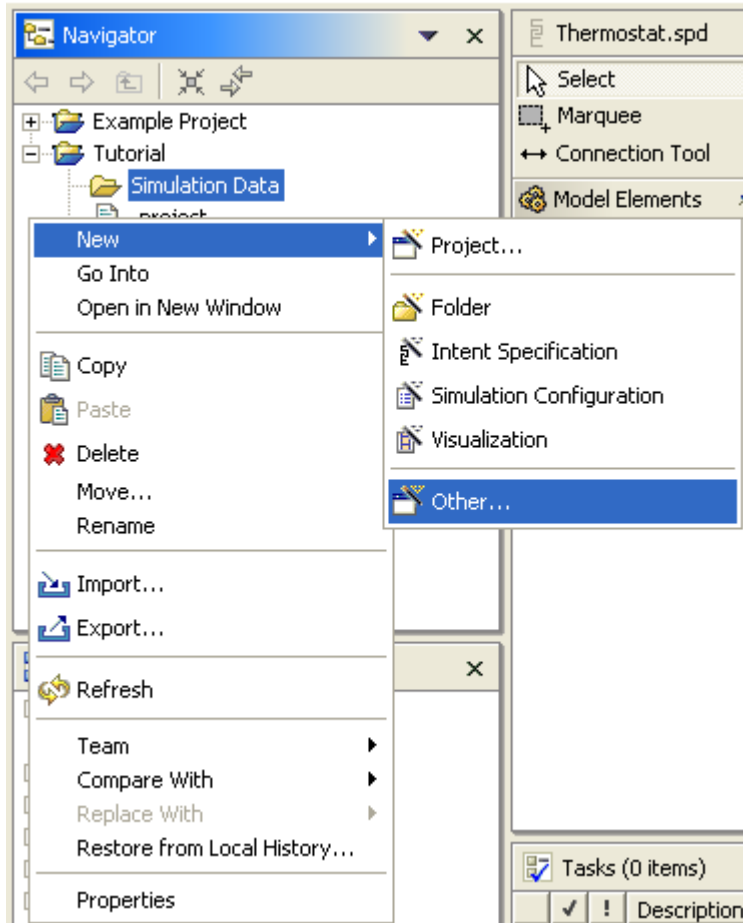 Navigator
Thermostat.spd
Select
Marquee
Connection Tool
Model Elements
Example Project
Tutorial
Simulation Data
.project
New
Go Into
Open in New Window
Copy
Paste
Delete
Move...
Rename
Import...
Export...
Refresh
Team
Compare With
Replace With
Restore from Local History...
Properties
Project...
Folder
Intent Specification
Simulation Configuration
Visualization
Other...
Tasks (0 items)
! Description